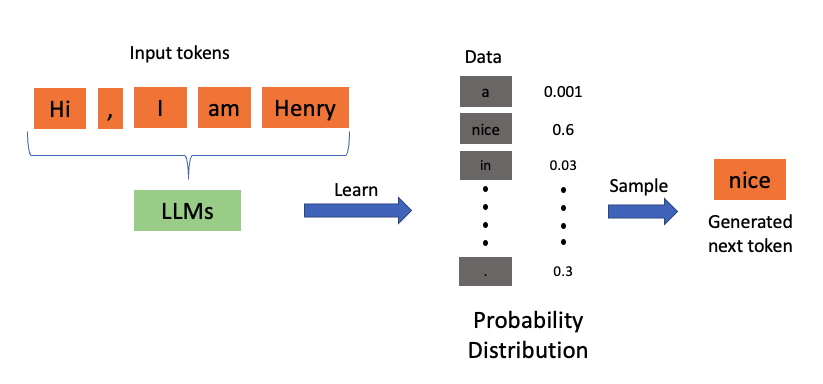 Input tokens
Hi , I am Henry
LLMs
Learn
Data
a 0.001
nice 0.6
in 0.03
. 0.3
Probability
Distribution
Sample
nice
Generated
next token